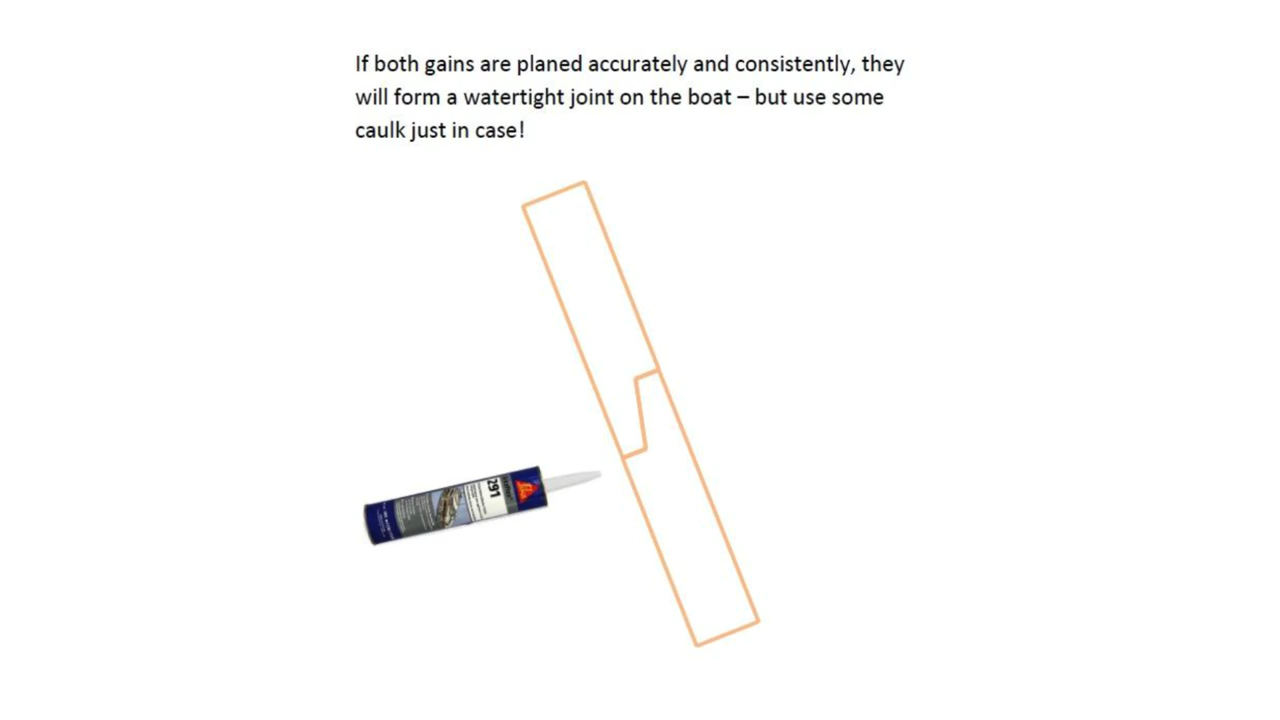 If both gains are planed accurately and consistently, they
will form a watertight joint on the boat – but use some
caulk just in case!
291